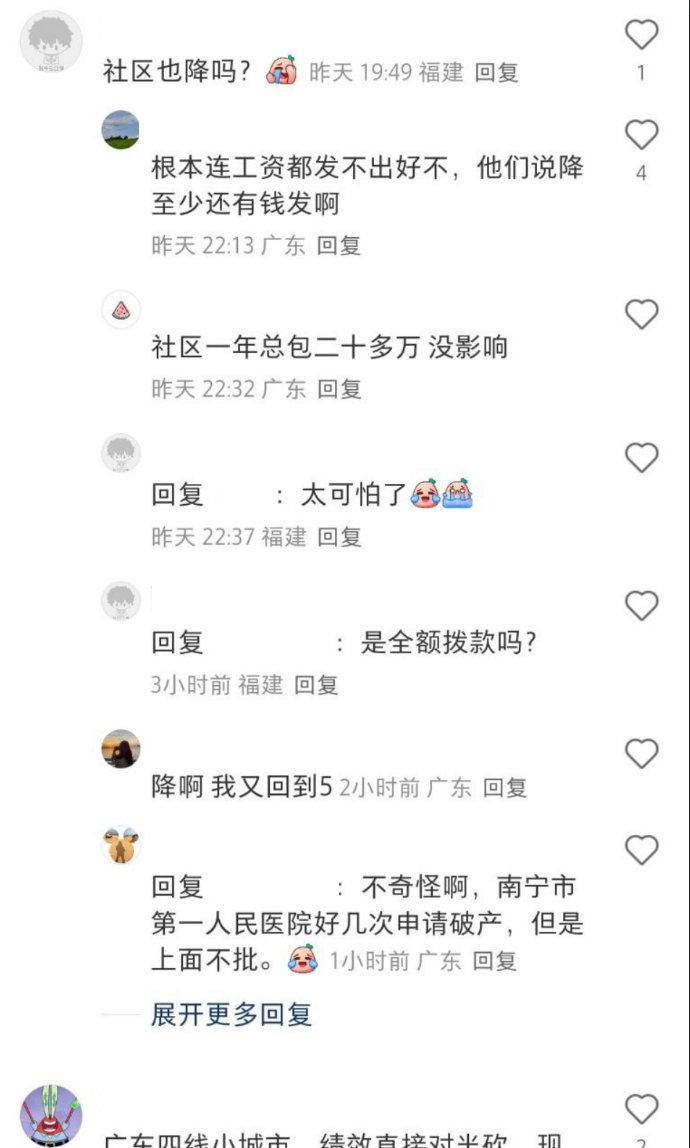 社区也降吗？ 昨天 19:49 福建 回复
1
根本连工资都发不出好不，他们说降
4
至少还有钱发啊
昨天 22:13 广东 回复
社区一年总包二十多万 没影响
昨天 22:32 广东 回复
回复 ：太可怕了
昨天 22:37 福建 回复
回复 ：是全额拨款吗？
3小时前 福建 回复
降啊 我又回到5 2小时前 广东 回复
回复 ：不奇怪啊，南宁市
第一人民医院好几次申请破产，但是
上面不批。 1小时前 广东 回复
展开更多回复
广东四线小城市，绩效直接对半砍，现